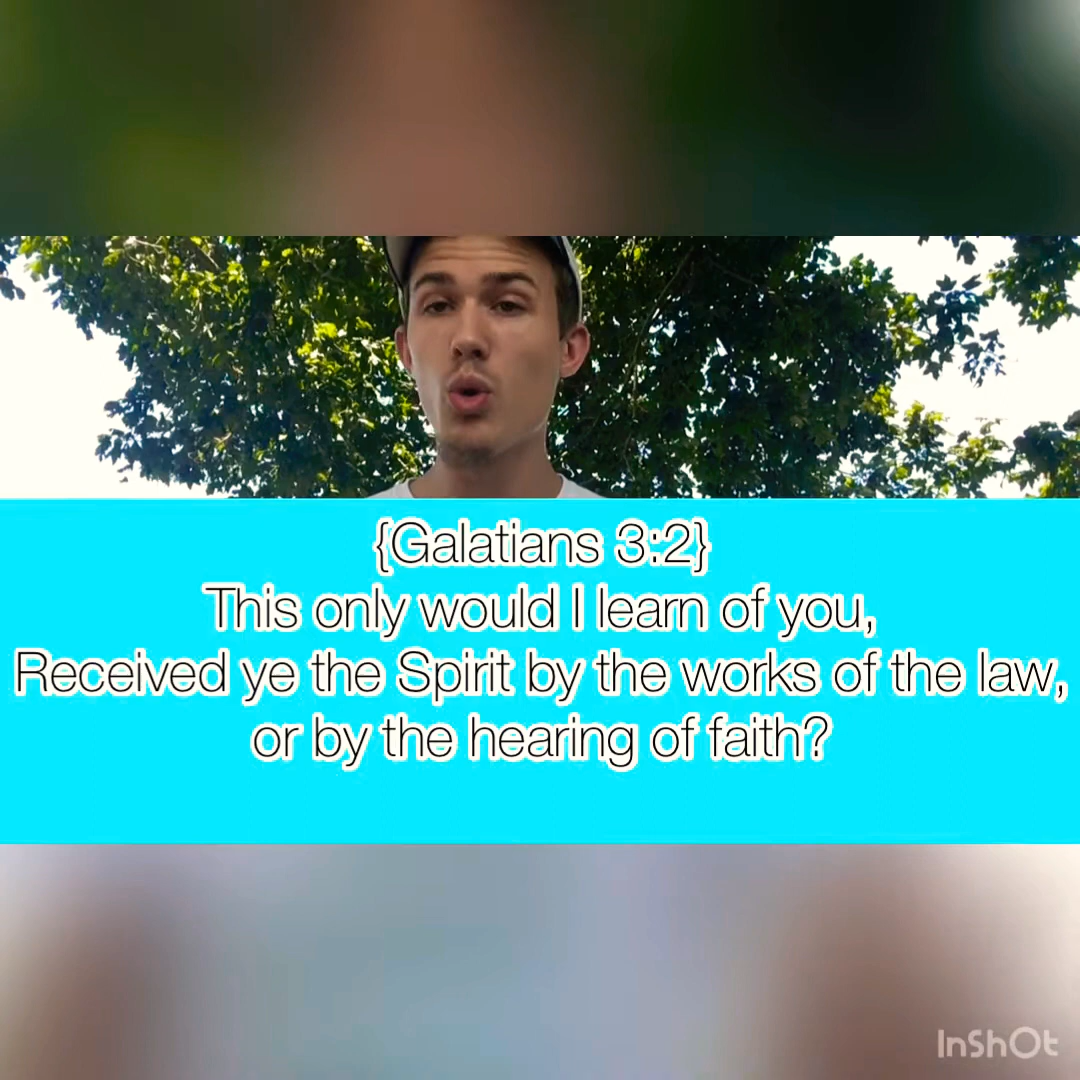 {Galatians 3:2}
This only would I learn of you,
Received ye the Spirit by the works of the law,
or by the hearing of faith?
InShOt